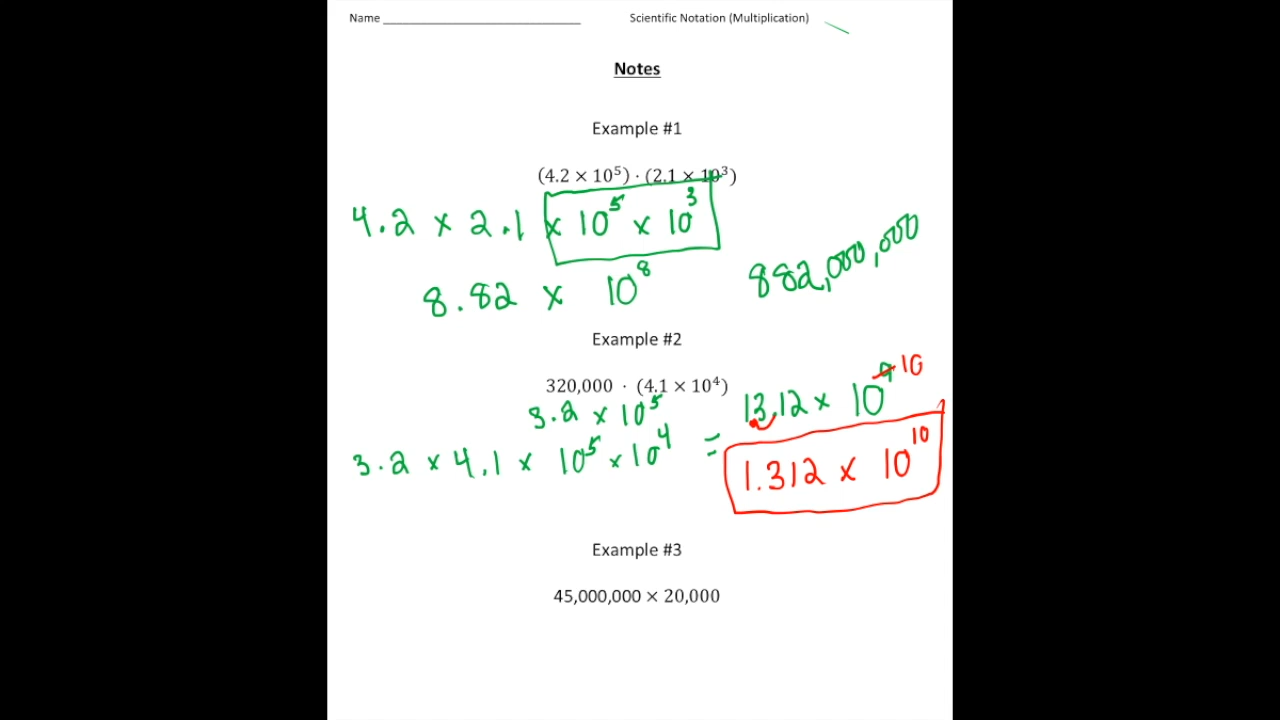 Name ____________________ Scientific Notation (Multiplication)
Notes
Example #1
(4.2 × 10⁵) · (2.1 × 10³)
4.2 × 2.1 × 10⁵ × 10³
8.82 × 10⁸ 882,000,000
Example #2
320,000 · (4.1 × 10⁴)
3.2 × 10⁵ 13.12 × 10⁹ 10
3.2 × 4.1 × 10⁵ × 10⁴ = 1.312 × 10¹⁰
Example #3
45,000,000 × 20,000